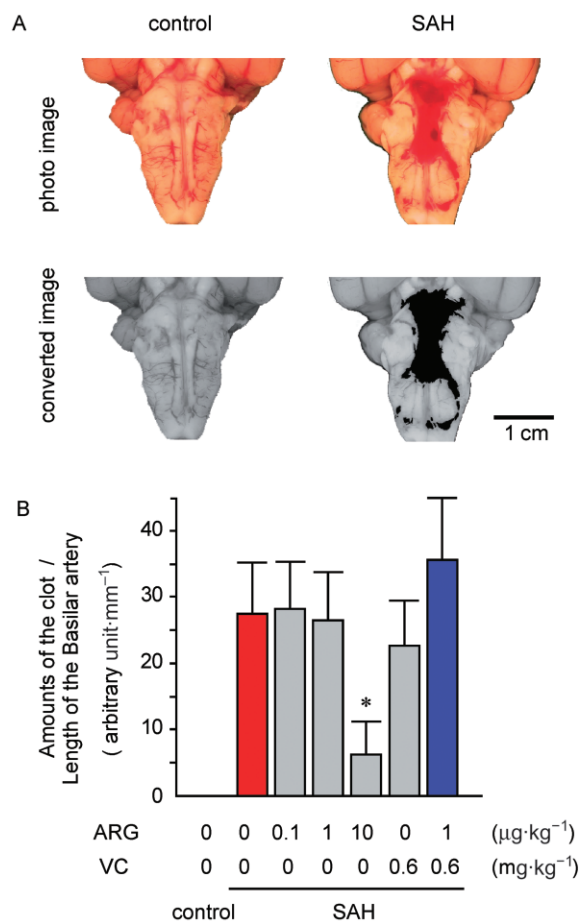 A
control SAH
photo image
converted image
1 cm
B
Amounts of the clot /
Length of the Basilar artery
( arbitrary unit·mm⁻¹)
40
30
20
10
0
*
ARG 0 0 0.1 1 10 0 1 (μg·kg⁻¹)
VC 0 0 0 0 0 0.6 0.6 (mg·kg⁻¹)
control SAH